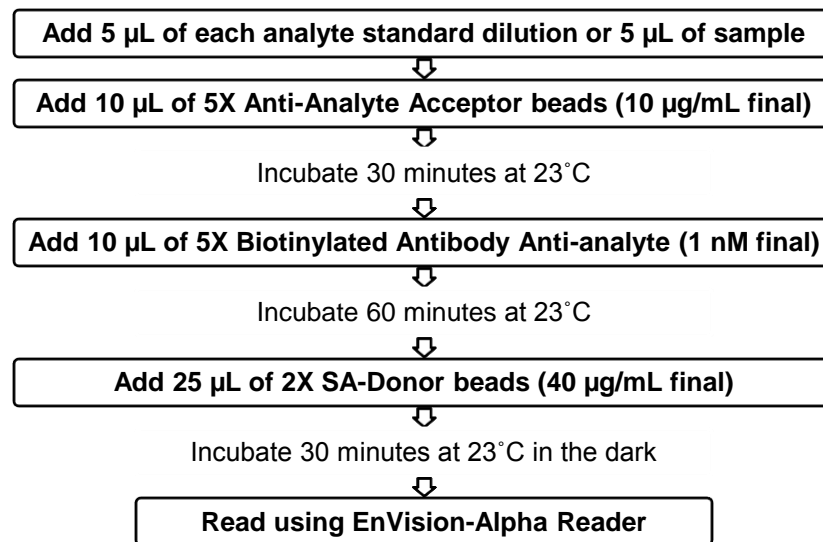 Add 5 µL of each analyte standard dilution or 5 µL of sample
Add 10 µL of 5X Anti-Analyte Acceptor beads (10 µg/mL final)
Incubate 30 minutes at 23˚C
Add 10 µL of 5X Biotinylated Antibody Anti-analyte (1 nM final)
Incubate 60 minutes at 23˚C
Add 25 µL of 2X SA-Donor beads (40 µg/mL final)
Incubate 30 minutes at 23˚C in the dark
Read using EnVision-Alpha Reader